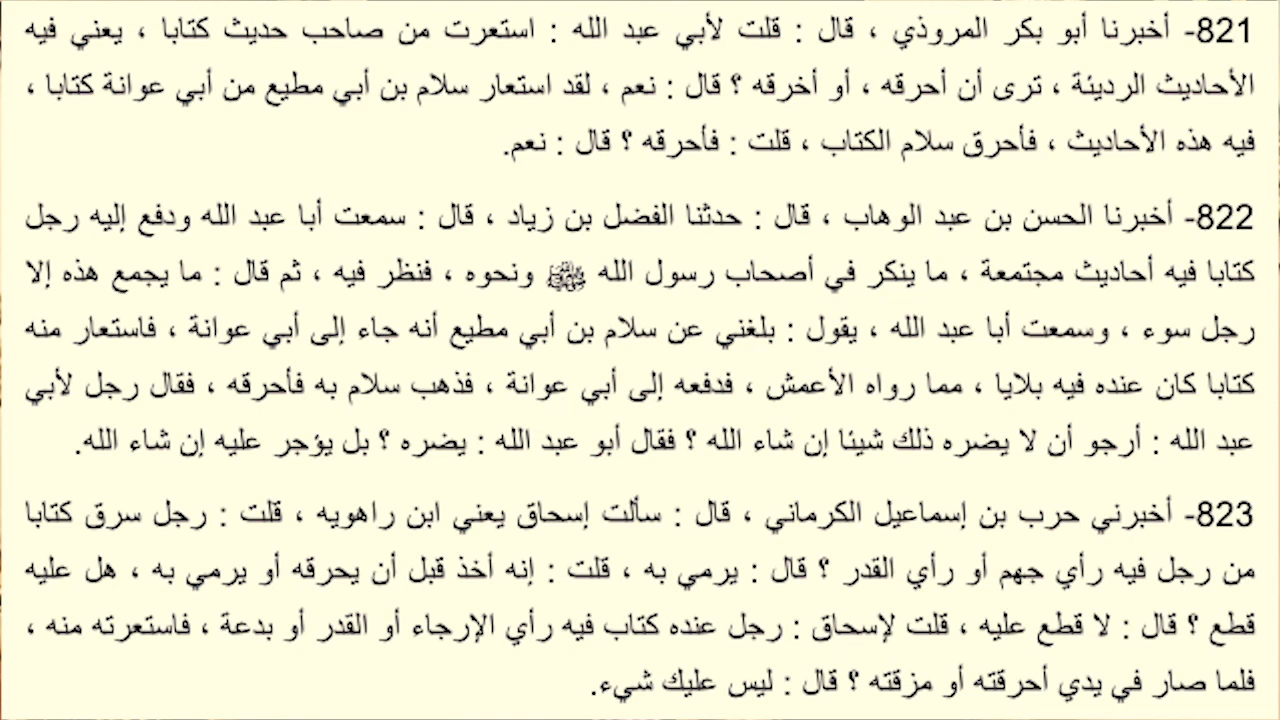 821- أخبرنا أبو بكر المروذي ، قال : قلت لأبي عبد الله : استعرت من صاحب حديث كتابا ، يعني فيه
الأحاديث الرديئة ، ترى أن أحرقه ، أو أخرقه ؟ قال : نعم ، لقد استعار سلام بن أبي مطيع من أبي عوانة كتابا ،
فيه هذه الأحاديث ، فأحرق سلام الكتاب ، قلت : فأحرقه ؟ قال : نعم.
822- أخبرنا الحسن بن عبد الوهاب ، قال : حدثنا الفضل بن زياد ، قال : سمعت أبا عبد الله ودفع إليه رجل
كتابا فيه أحاديث مجتمعة ، ما ينكر في أصحاب رسول الله ﷺ ونحوه ، فنظر فيه ، ثم قال : ما يجمع هذه إلا
رجل سوء ، وسمعت أبا عبد الله ، يقول : بلغني عن سلام بن أبي مطيع أنه جاء إلى أبي عوانة ، فاستعار منه
كتابا كان عنده فيه بلايا ، مما رواه الأعمش ، فدفعه إلى أبي عوانة ، فذهب سلام به فأحرقه ، فقال رجل لأبي
عبد الله : أرجو أن لا يضره ذلك شيئا إن شاء الله ؟ فقال أبو عبد الله : يضره ؟ بل يؤجر عليه إن شاء الله.
823- أخبرني حرب بن إسماعيل الكرماني ، قال : سألت إسحاق يعني ابن راهويه ، قلت : رجل سرق كتابا
من رجل فيه رأي جهم أو رأي القدر ؟ قال : يرمي به ، قلت : إنه أخذ قبل أن يحرقه أو يرمي به ، هل عليه
قطع ؟ قال : لا قطع عليه ، قلت لإسحاق : رجل عنده كتاب فيه رأي الإرجاء أو القدر أو بدعة ، فاستعرته منه ،
فلما صار في يدي أحرقته أو مزقته ؟ قال : ليس عليك شيء.